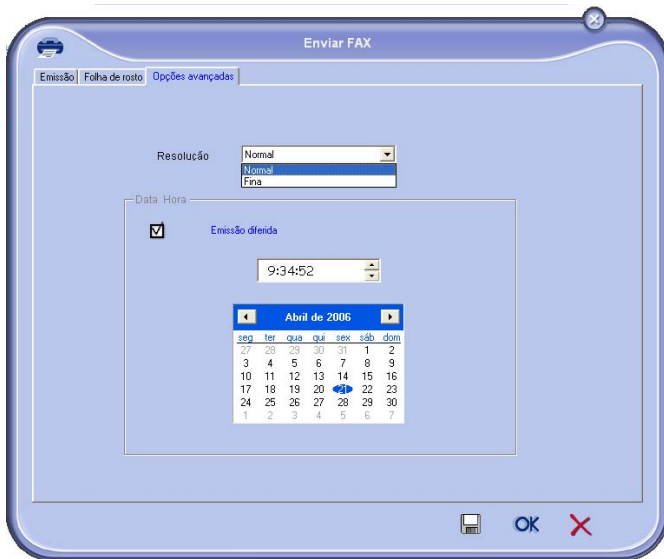 Enviar FAX
Emissão Folha de rosto Opções avançadas
Resolução Normal
Normal
Fina
Data Hora
Emissão diferida
9:34:52
Abril de 2006
seg ter qua qui sex sáb dom
27 28 29 30 31 1 2
3 4 5 6 7 8 9
10 11 12 13 14 15 16
17 18 19 20 21 22 23
24 25 26 27 28 29 30
1 2 3 4 5 6 7
OK